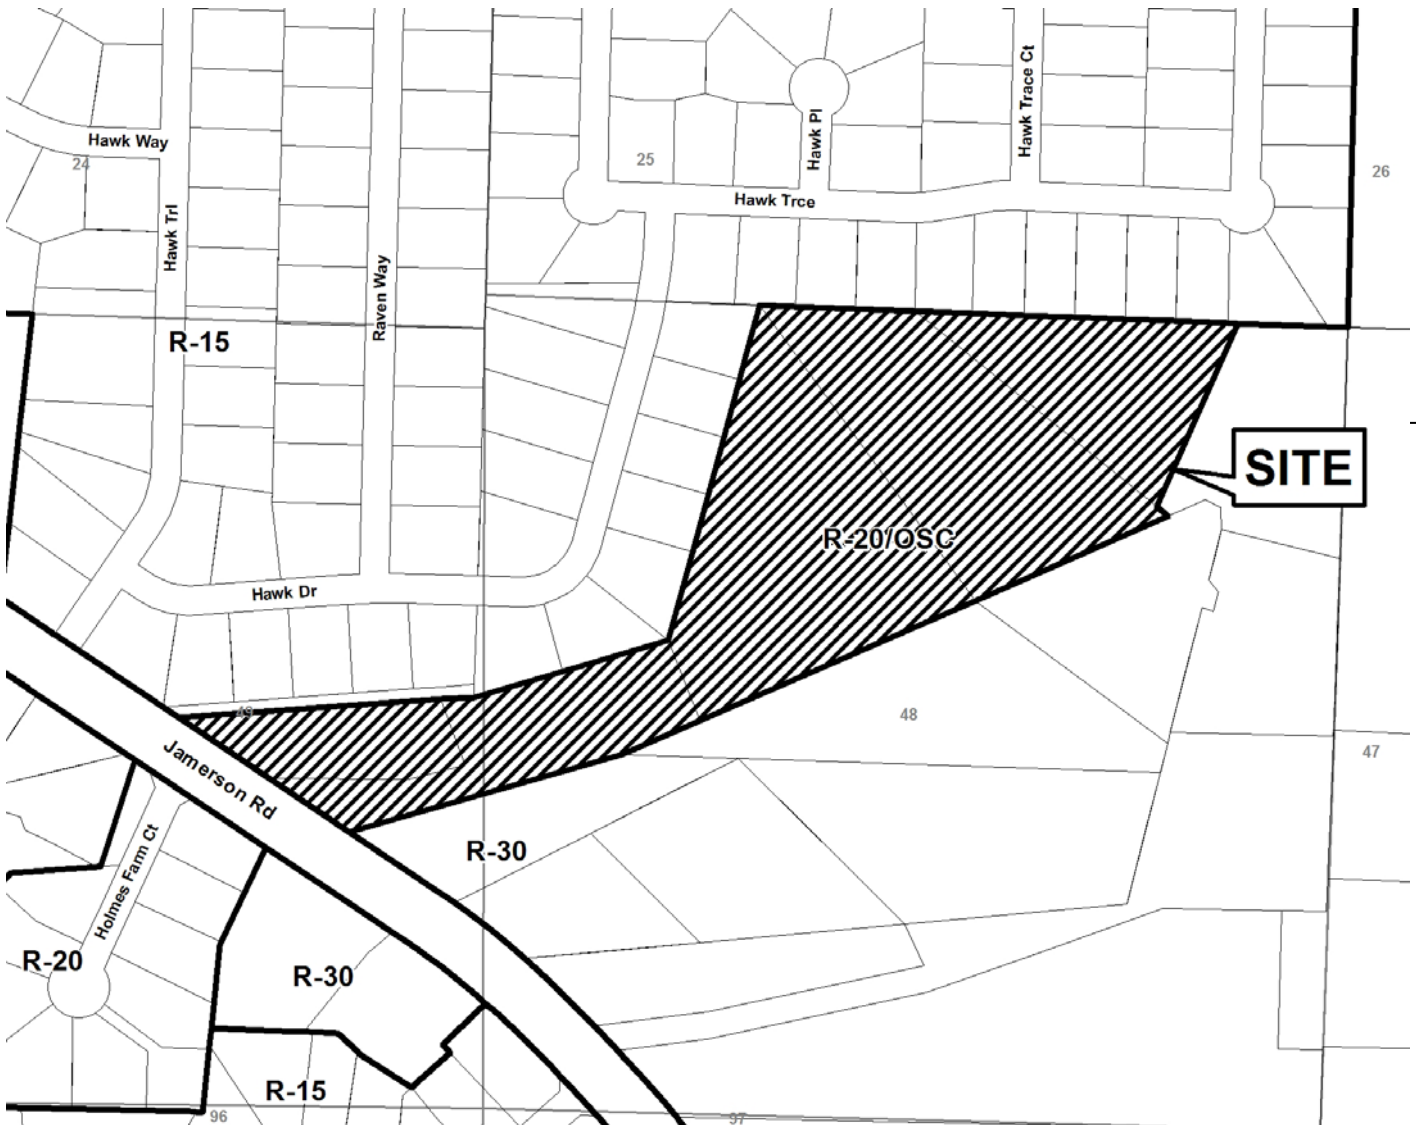 Hawk Trace Ct
Hawk Pl
Hawk Way
24
25
26
Hawk Trce
Hawk Trl
Raven Way
R-15
SITE
R-20/OSC
Hawk Dr
49
48
47
Jamerson Rd
R-30
Holmes Farm Ct
R-20
R-30
R-15
96
97